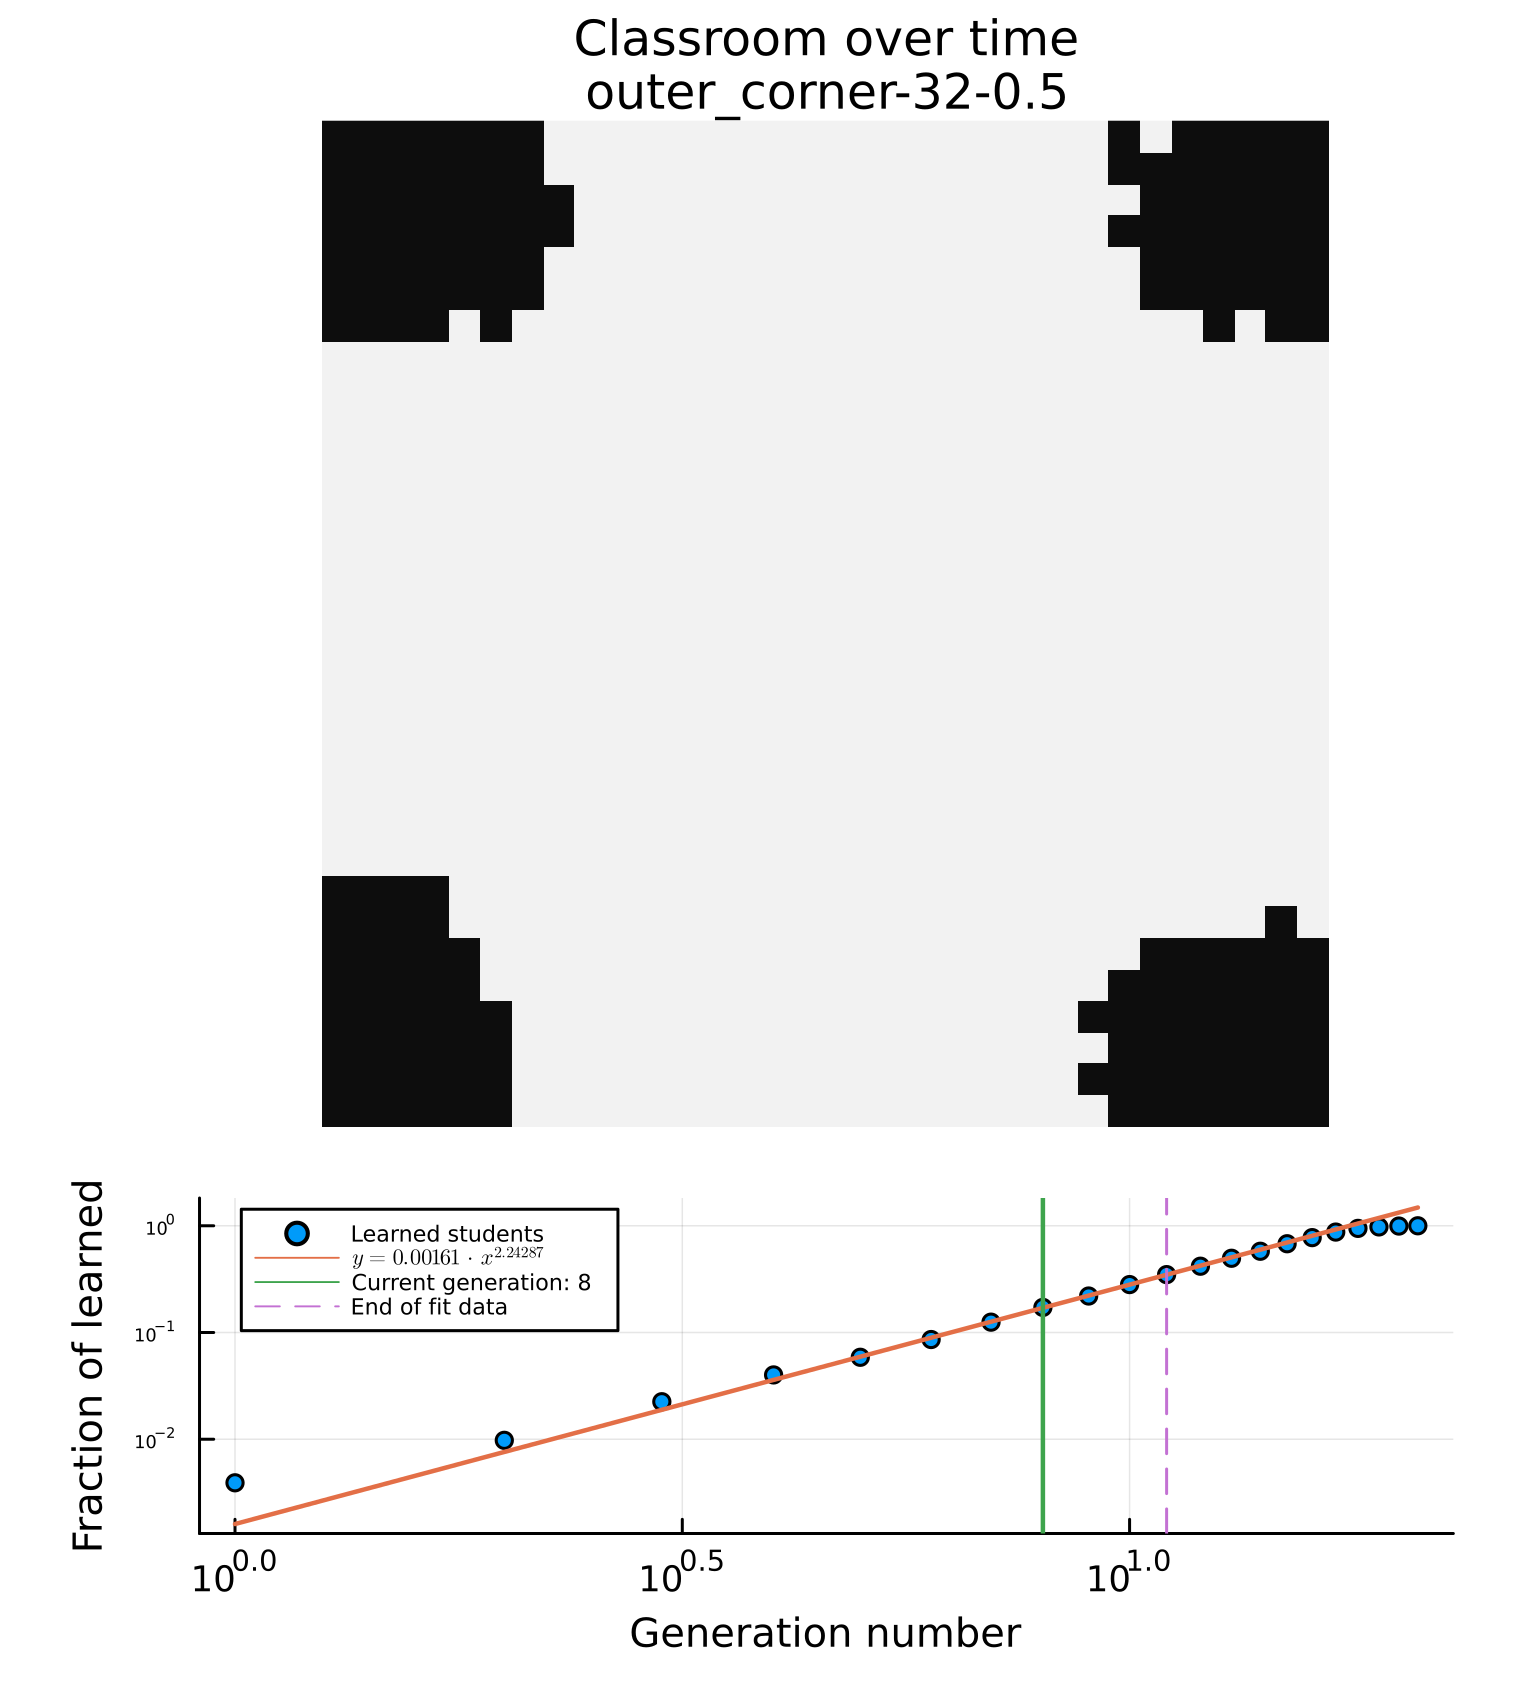 Classroom over time
outer_corner-32-0.5
Fraction of learned
10^0
10^-1
10^-2
Learned students
y = 0.00161 · x^2.24287
Current generation: 8
End of fit data
10^0.0
10^0.5
10^1.0
Generation number